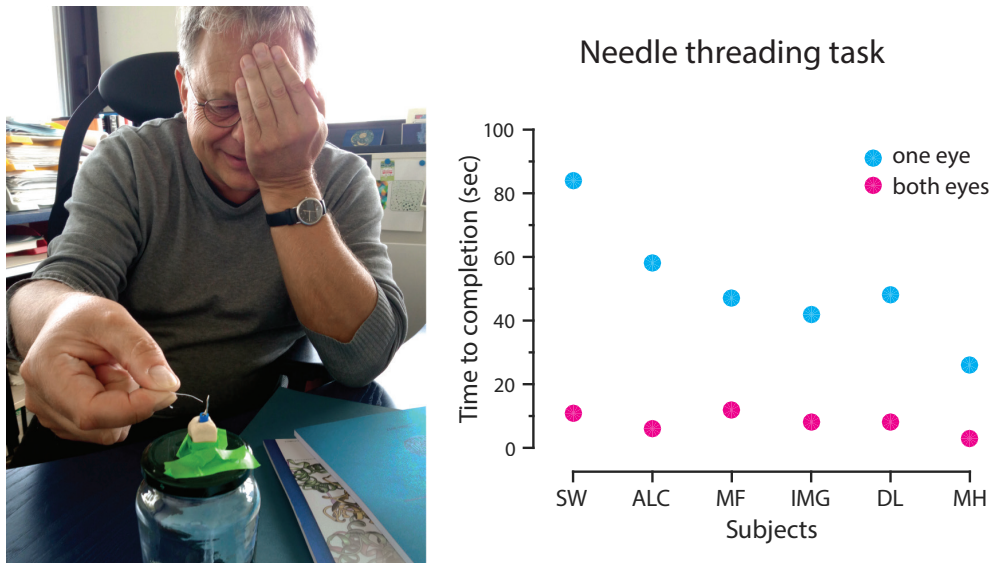 Needle threading task
100
80
60
40
20
0
Time to completion (sec)
one eye
both eyes
SW ALC MF IMG DL MH
Subjects